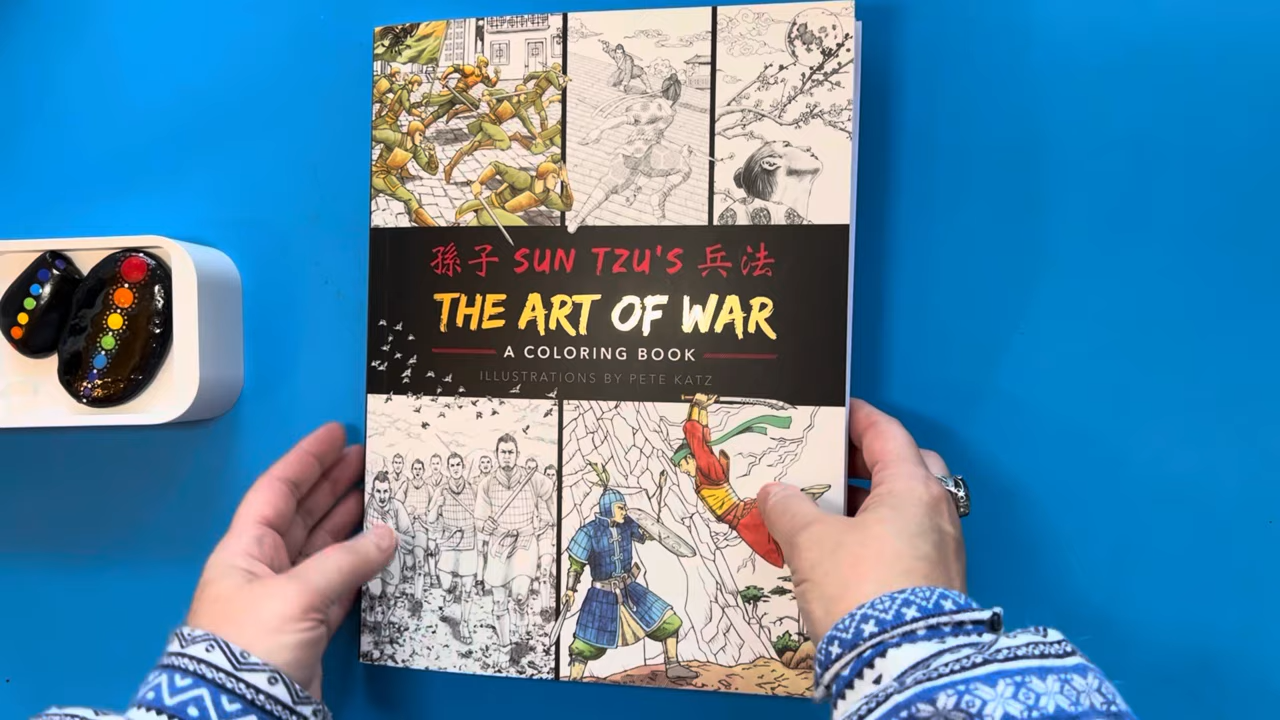 孫子 SUN TZU'S 兵法
THE ART OF WAR
A COLORING BOOK
ILLUSTRATIONS BY PETE KATZ